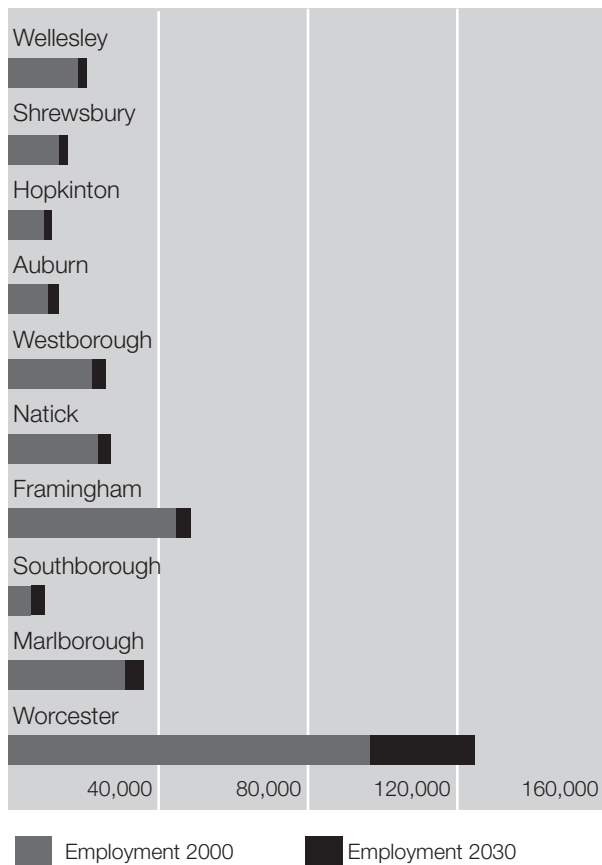 Wellesley
Shrewsbury
Hopkinton
Auburn
Westborough
Natick
Framingham
Southborough
Marlborough
Worcester
40,000 80,000 120,000 160,000
Employment 2000 Employment 2030